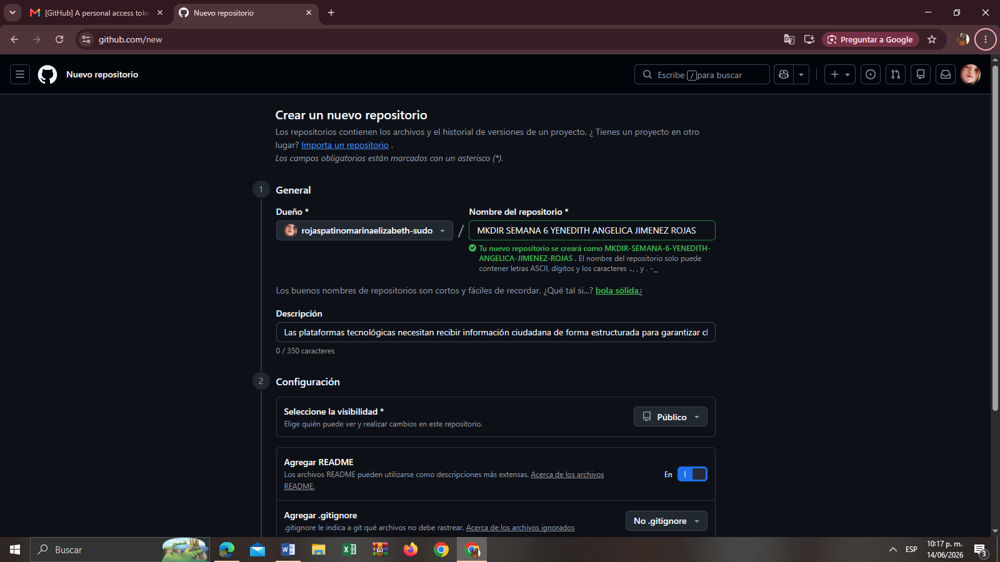 [GitHub] A personal access toke
Nuevo repositorio
github.com/new
Preguntar a Google
Nuevo repositorio
Escribe / para buscar
Crear un nuevo repositorio
Los repositorios contienen los archivos y el historial de versiones de un proyecto. ¿ Tienes un proyecto en otro
lugar? Importa un repositorio .
Los campos obligatorios están marcados con un asterisco (*).
1 General
Dueño *
Nombre del repositorio *
rojaspatinomarinaelizabeth-sudo / MKDIR SEMANA 6 YENEDITH ANGELICA JIMENEZ ROJAS
Tu nuevo repositorio se creará como MKDIR-SEMANA-6-YENEDITH-
ANGELICA-JIMENEZ-ROJAS . El nombre del repositorio solo puede
contener letras ASCII, dígitos y los caracteres ., , y . -_
Los buenos nombres de repositorios son cortos y fáciles de recordar. ¿Qué tal si...? bola sólida¿
Descripción
Las plataformas tecnológicas necesitan recibir información ciudadana de forma estructurada para garantizar cl
0 / 350 caracteres
2 Configuración
Seleccione la visibilidad *
Elige quién puede ver y realizar cambios en este repositorio.
Público
Agregar README
Los archivos README pueden utilizarse como descripciones más extensas. Acerca de los archivos
README.
En
Agregar .gitignore
.gitignore le indica a git qué archivos no debe rastrear. Acerca de los archivos ignorados
No .gitignore
Buscar
ESP
10:17 p. m.
14/06/2026
3